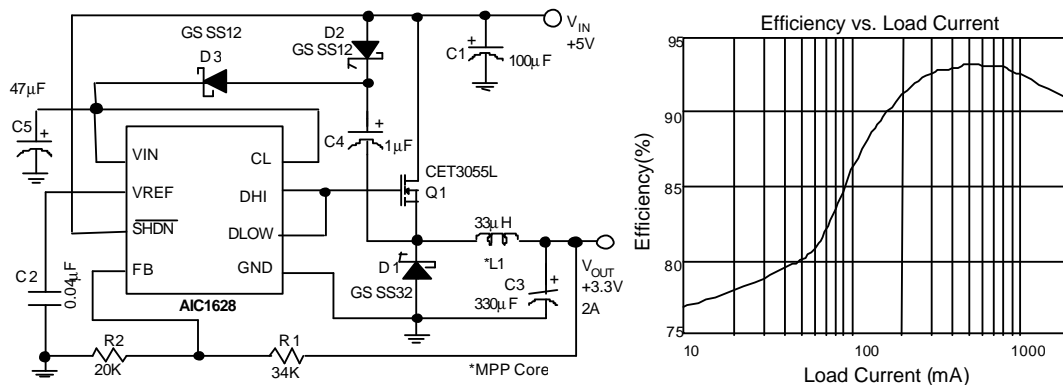 GS SS12
D3
D2
GS SS12
V_IN
+5V
C1
100µF
47µF
C5
C4
1µF
VIN
CL
CET3055L
VREF
DHI
Q1
SHDN
DLOW
33µH
*L1
FB
GND
D1
GS SS32
C3
330µF
V_OUT
+3.3V
2A
C2
0.04µF
AIC1628
R2
20K
R1
34K
*MPP Core
Efficiency vs. Load Current
Efficiency(%)
95
90
85
80
75
10
100
1000
Load Current (mA)